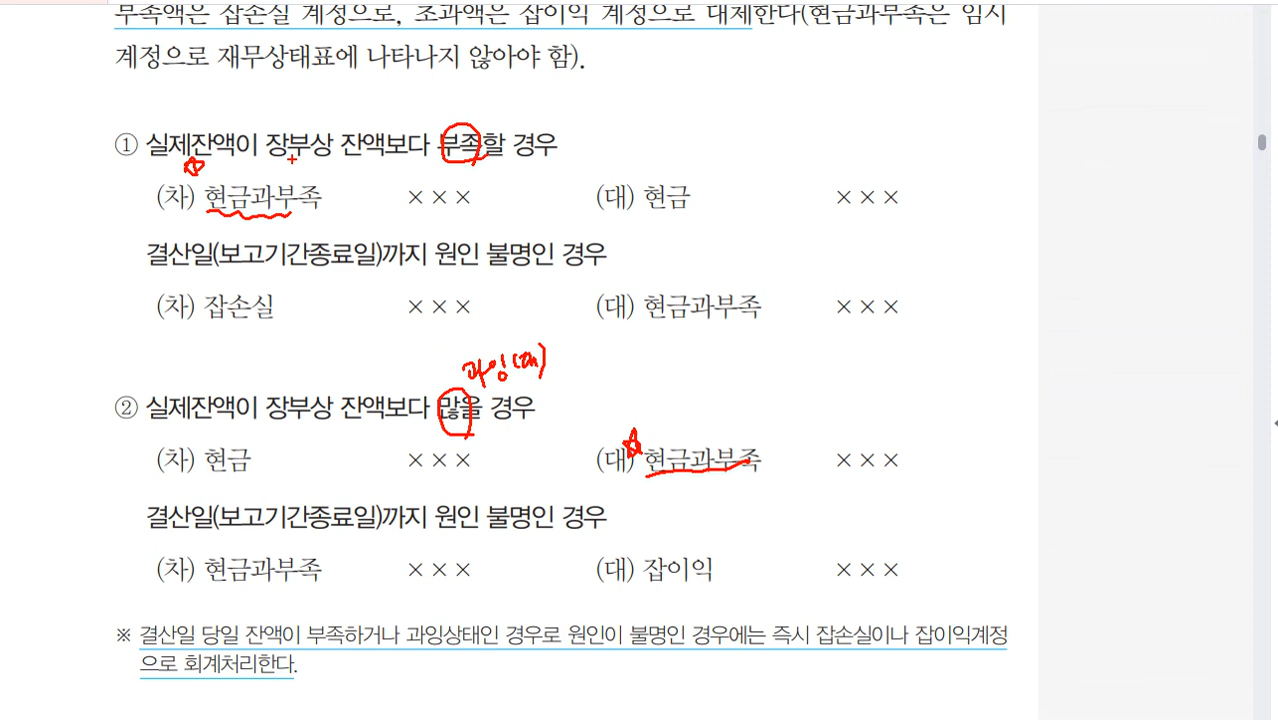 부족액은 잡손실 계정으로, 초과액은 잡이익 계정으로 대체한다(현금과부족은 임시
계정으로 재무상태표에 나타나지 않아야 함).
① 실제잔액이 장부상 잔액보다 부족할 경우
(차) 현금과부족 ××× (대) 현금 ×××
결산일(보고기간종료일)까지 원인 불명인 경우
(차) 잡손실 ××× (대) 현금과부족 ×××
과잉(대)
② 실제잔액이 장부상 잔액보다 많을 경우
(차) 현금 ××× (대) 현금과부족 ×××
결산일(보고기간종료일)까지 원인 불명인 경우
(차) 현금과부족 ××× (대) 잡이익 ×××
※ 결산일 당일 잔액이 부족하거나 과잉상태인 경우로 원인이 불명인 경우에는 즉시 잡손실이나 잡이익계정
으로 회계처리한다.